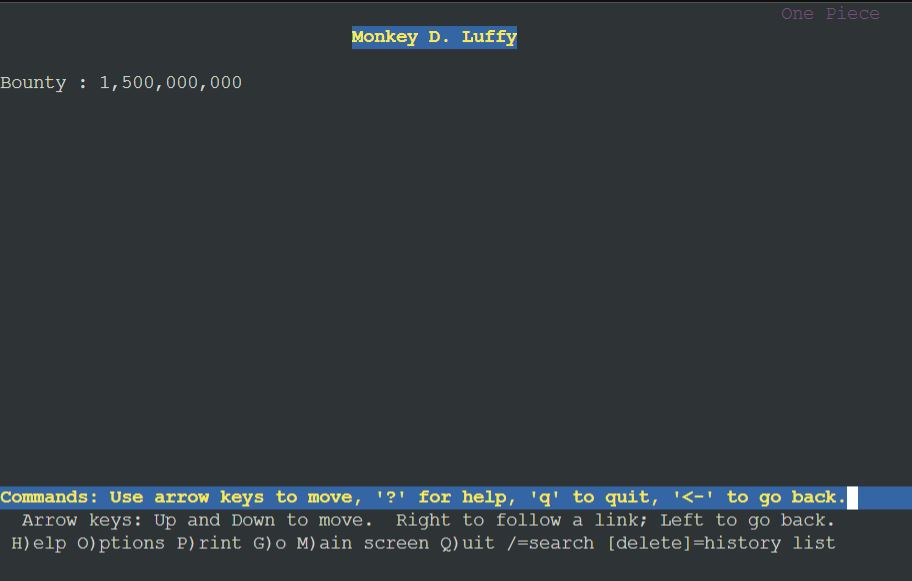 One Piece
Monkey D. Luffy
Bounty : 1,500,000,000
Commands: Use arrow keys to move, '?' for help, 'q' to quit, '<-' to go back.
Arrow keys: Up and Down to move.  Right to follow a link; Left to go back.
H)elp O)ptions P)rint G)o M)ain screen Q)uit /=search [delete]=history list